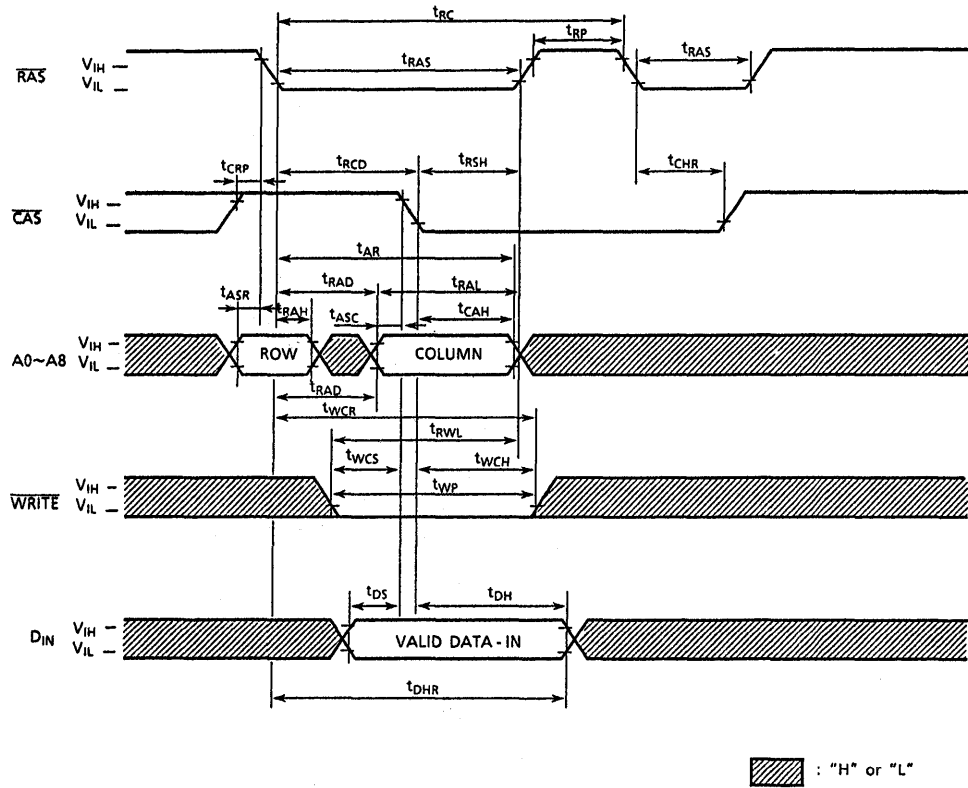 tRC
tRP
tRAS
tRAS
RAS
VIH
VIL
tCRP
tRCD
tRSH
tCHR
CAS
VIH
VIL
tAR
tRAD
tRAL
tASR
tRAH
tASC
tCAH
A0~A8
VIH
VIL
ROW
COLUMN
tRAD
tWCR
tRWL
tWCS
tWCH
tWP
WRITE
VIH
VIL
tDS
tDH
DIN
VIH
VIL
VALID DATA - IN
tDHR
: "H" or "L"